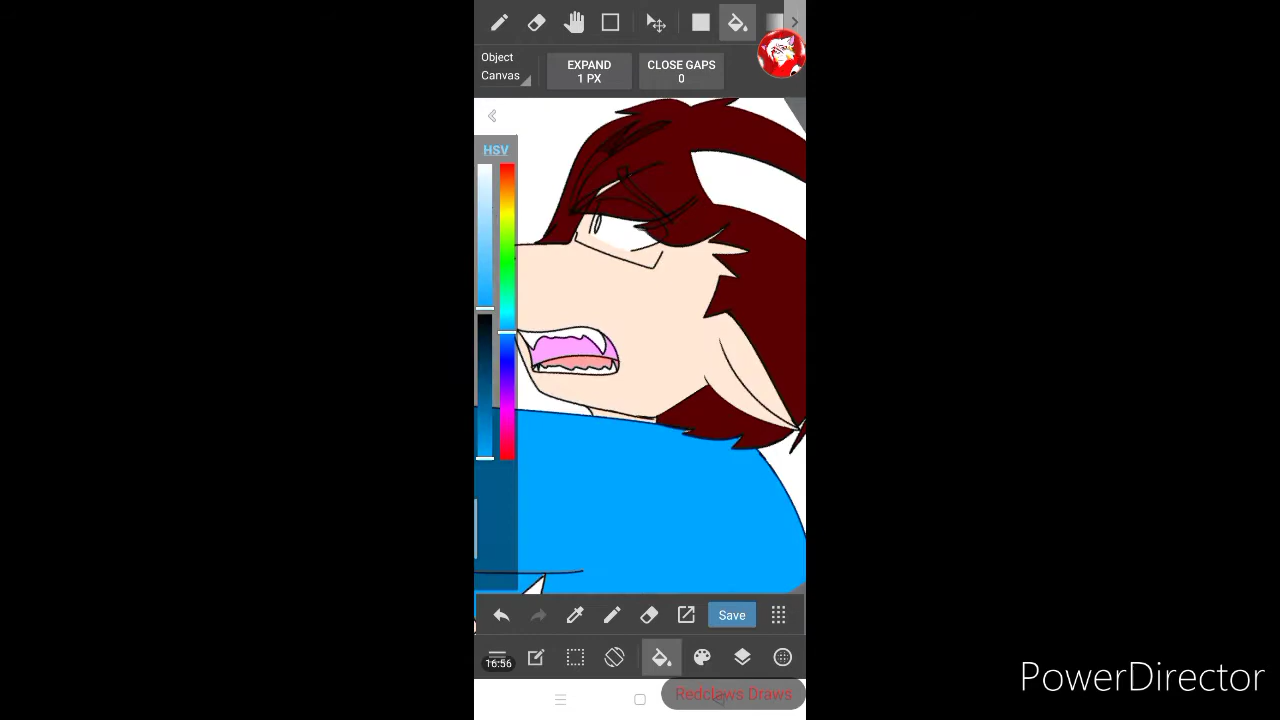 Object
Canvas
EXPAND
1 PX
CLOSE GAPS
0
HSV
Save
16:56
Redclaws Draws
PowerDirector